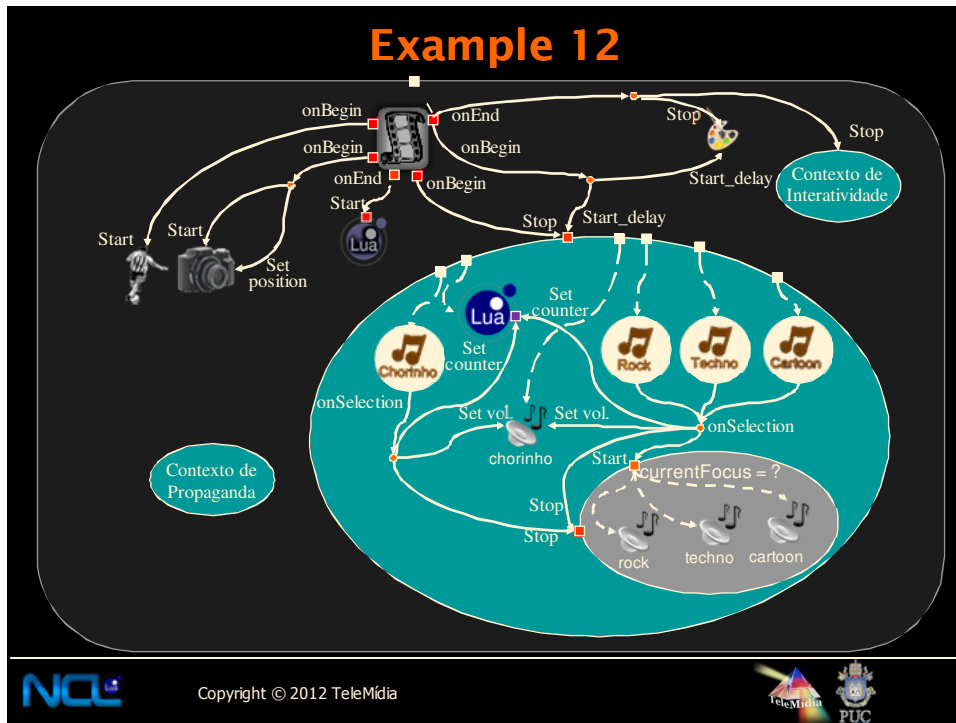 Example 12
onBegin
onEnd
Stop
Stop
onBegin
onBegin
onEnd
onBegin
Start_delay
Contexto de
Interatividade
Start
Stop
Start_delay
Start
Start
Lua
Set
position
Set
counter
Lua
Set
counter
Chorinho
Rock
Techno
Cartoon
onSelection
Set vol.
Set vol.
onSelection
chorinho
Contexto de
Propaganda
Start
currentFocus = ?
Stop
Stop
rock
techno
cartoon
NCL
Lua
Copyright © 2012 TeleMídia
TeleMídia
PUC